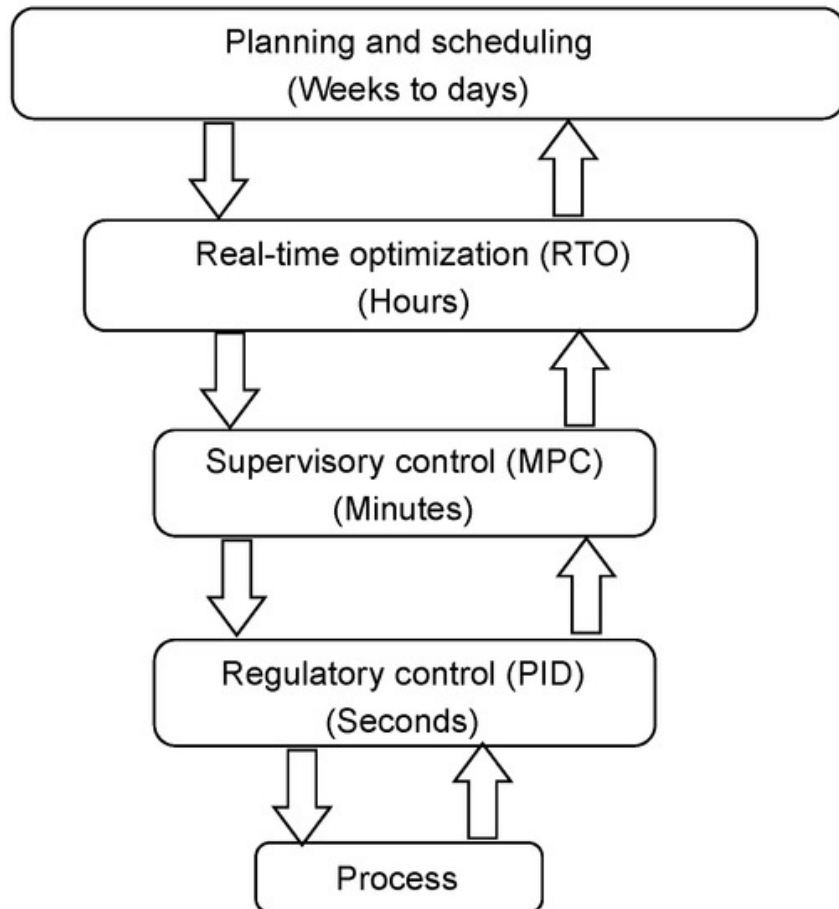 Planning and scheduling
(Weeks to days)
Real-time optimization (RTO)
(Hours)
Supervisory control (MPC)
(Minutes)
Regulatory control (PID)
(Seconds)
Process